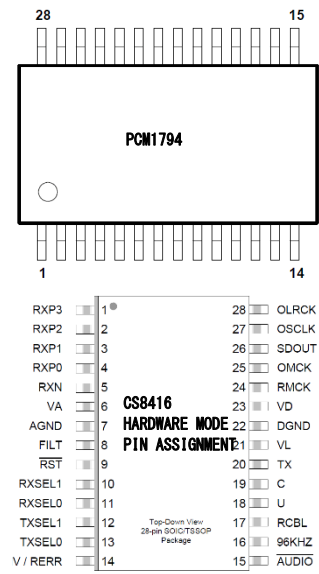 28 15
PCM1794
1 14
RXP3 1 28 OLRCK
RXP2 2 27 OSCLK
RXP1 3 26 SDOUT
RXP0 4 25 OMCK
RXN 5 24 RMCK
VA 6 CS8416 23 VD
AGND 7 HARDWARE MODE 22 DGND
FILT 8 PIN ASSIGNMENT 21 VL
RST 9 20 TX
RXSEL1 10 19 C
RXSEL0 11 18 U
TXSEL1 12 Top-Down View 17 RCBL
28-pin SOIC/TSSOP
TXSEL0 13 Package 16 96KHZ
V / RERR 14 15 AUDIO